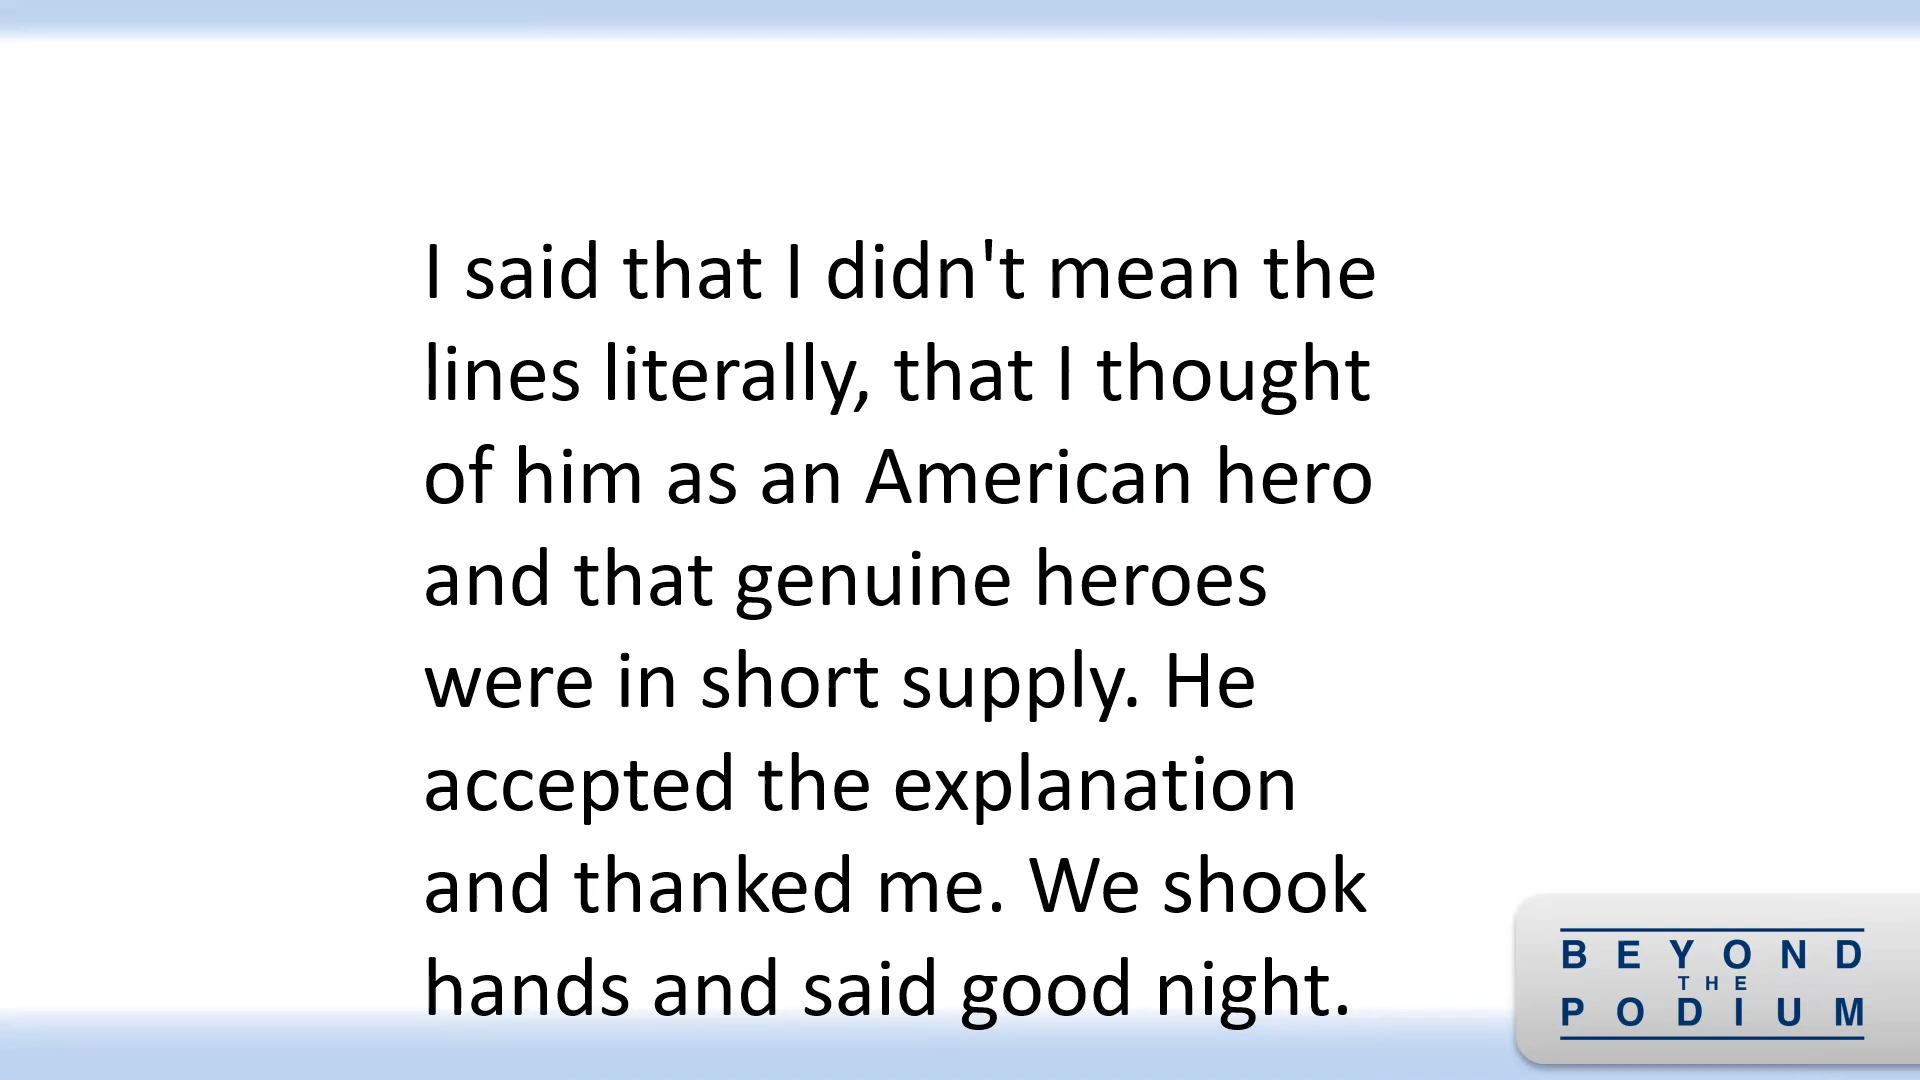 I said that I didn't mean the
lines literally, that I thought
of him as an American hero
and that genuine heroes
were in short supply. He
accepted the explanation
and thanked me. We shook
hands and said good night.
BEYOND
THE
PODIUM